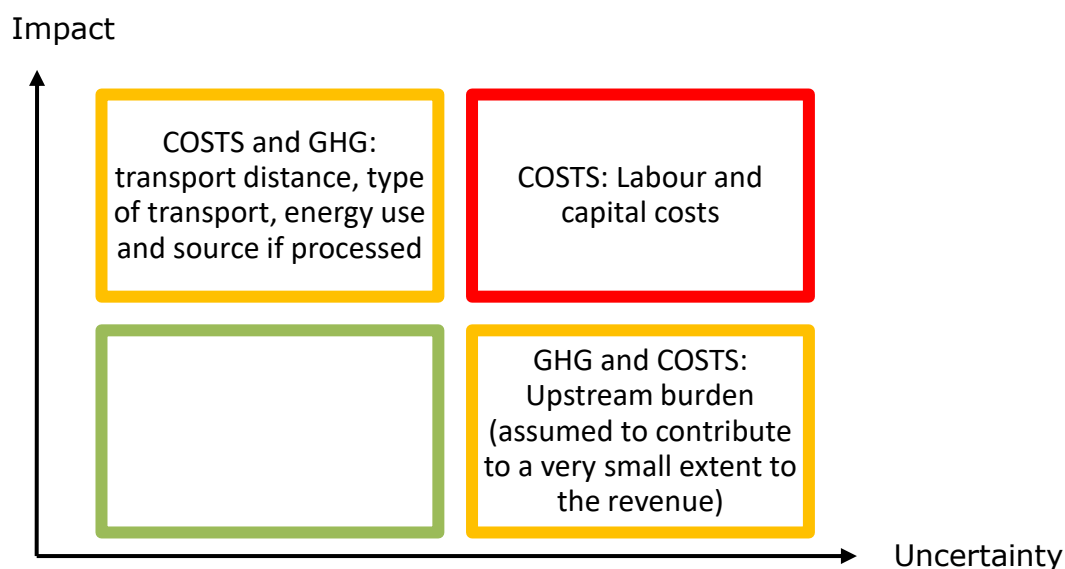 Impact
COSTS and GHG:
transport distance, type
of transport, energy use
and source if processed
COSTS: Labour and
capital costs
GHG and COSTS:
Upstream burden
(assumed to contribute
to a very small extent to
the revenue)
Uncertainty